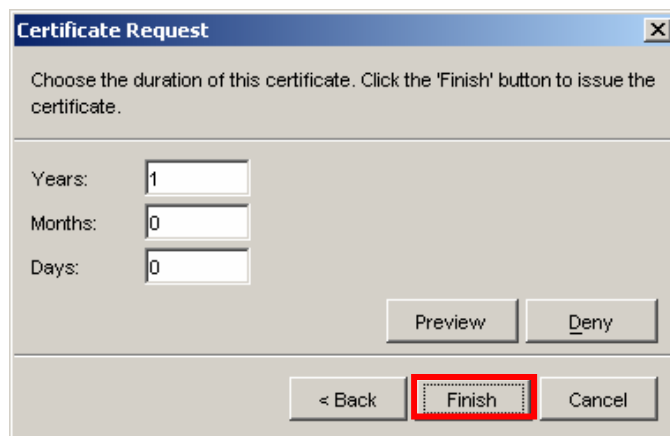 Certificate Request
Choose the duration of this certificate. Click the 'Finish' button to issue the
certificate.
Years: 1
Months: 0
Days: 0
Preview Deny
< Back Finish Cancel